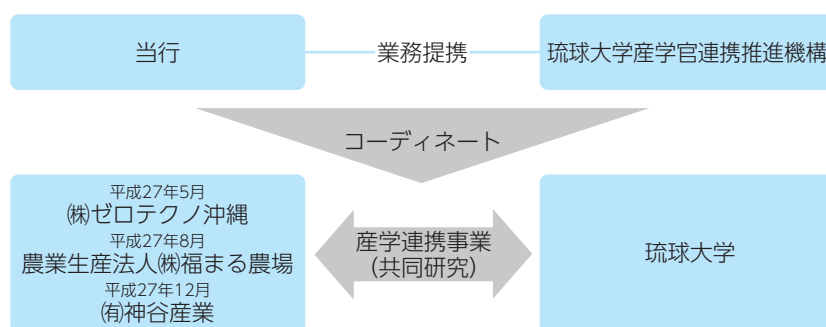 当行
業務提携
琉球大学産学官連携推進機構
コーディネート
平成27年5月
㈱ゼロテクノ沖縄
平成27年8月
農業生産法人㈱福まる農場
平成27年12月
㈲神谷産業
産学連携事業
(共同研究)
琉球大学